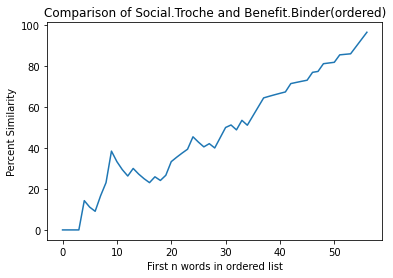 Comparison of Social.Troche and Benefit.Binder(ordered)
100
80
60
40
20
0
Percent Similarity
0 10 20 30 40 50
First n words in ordered list